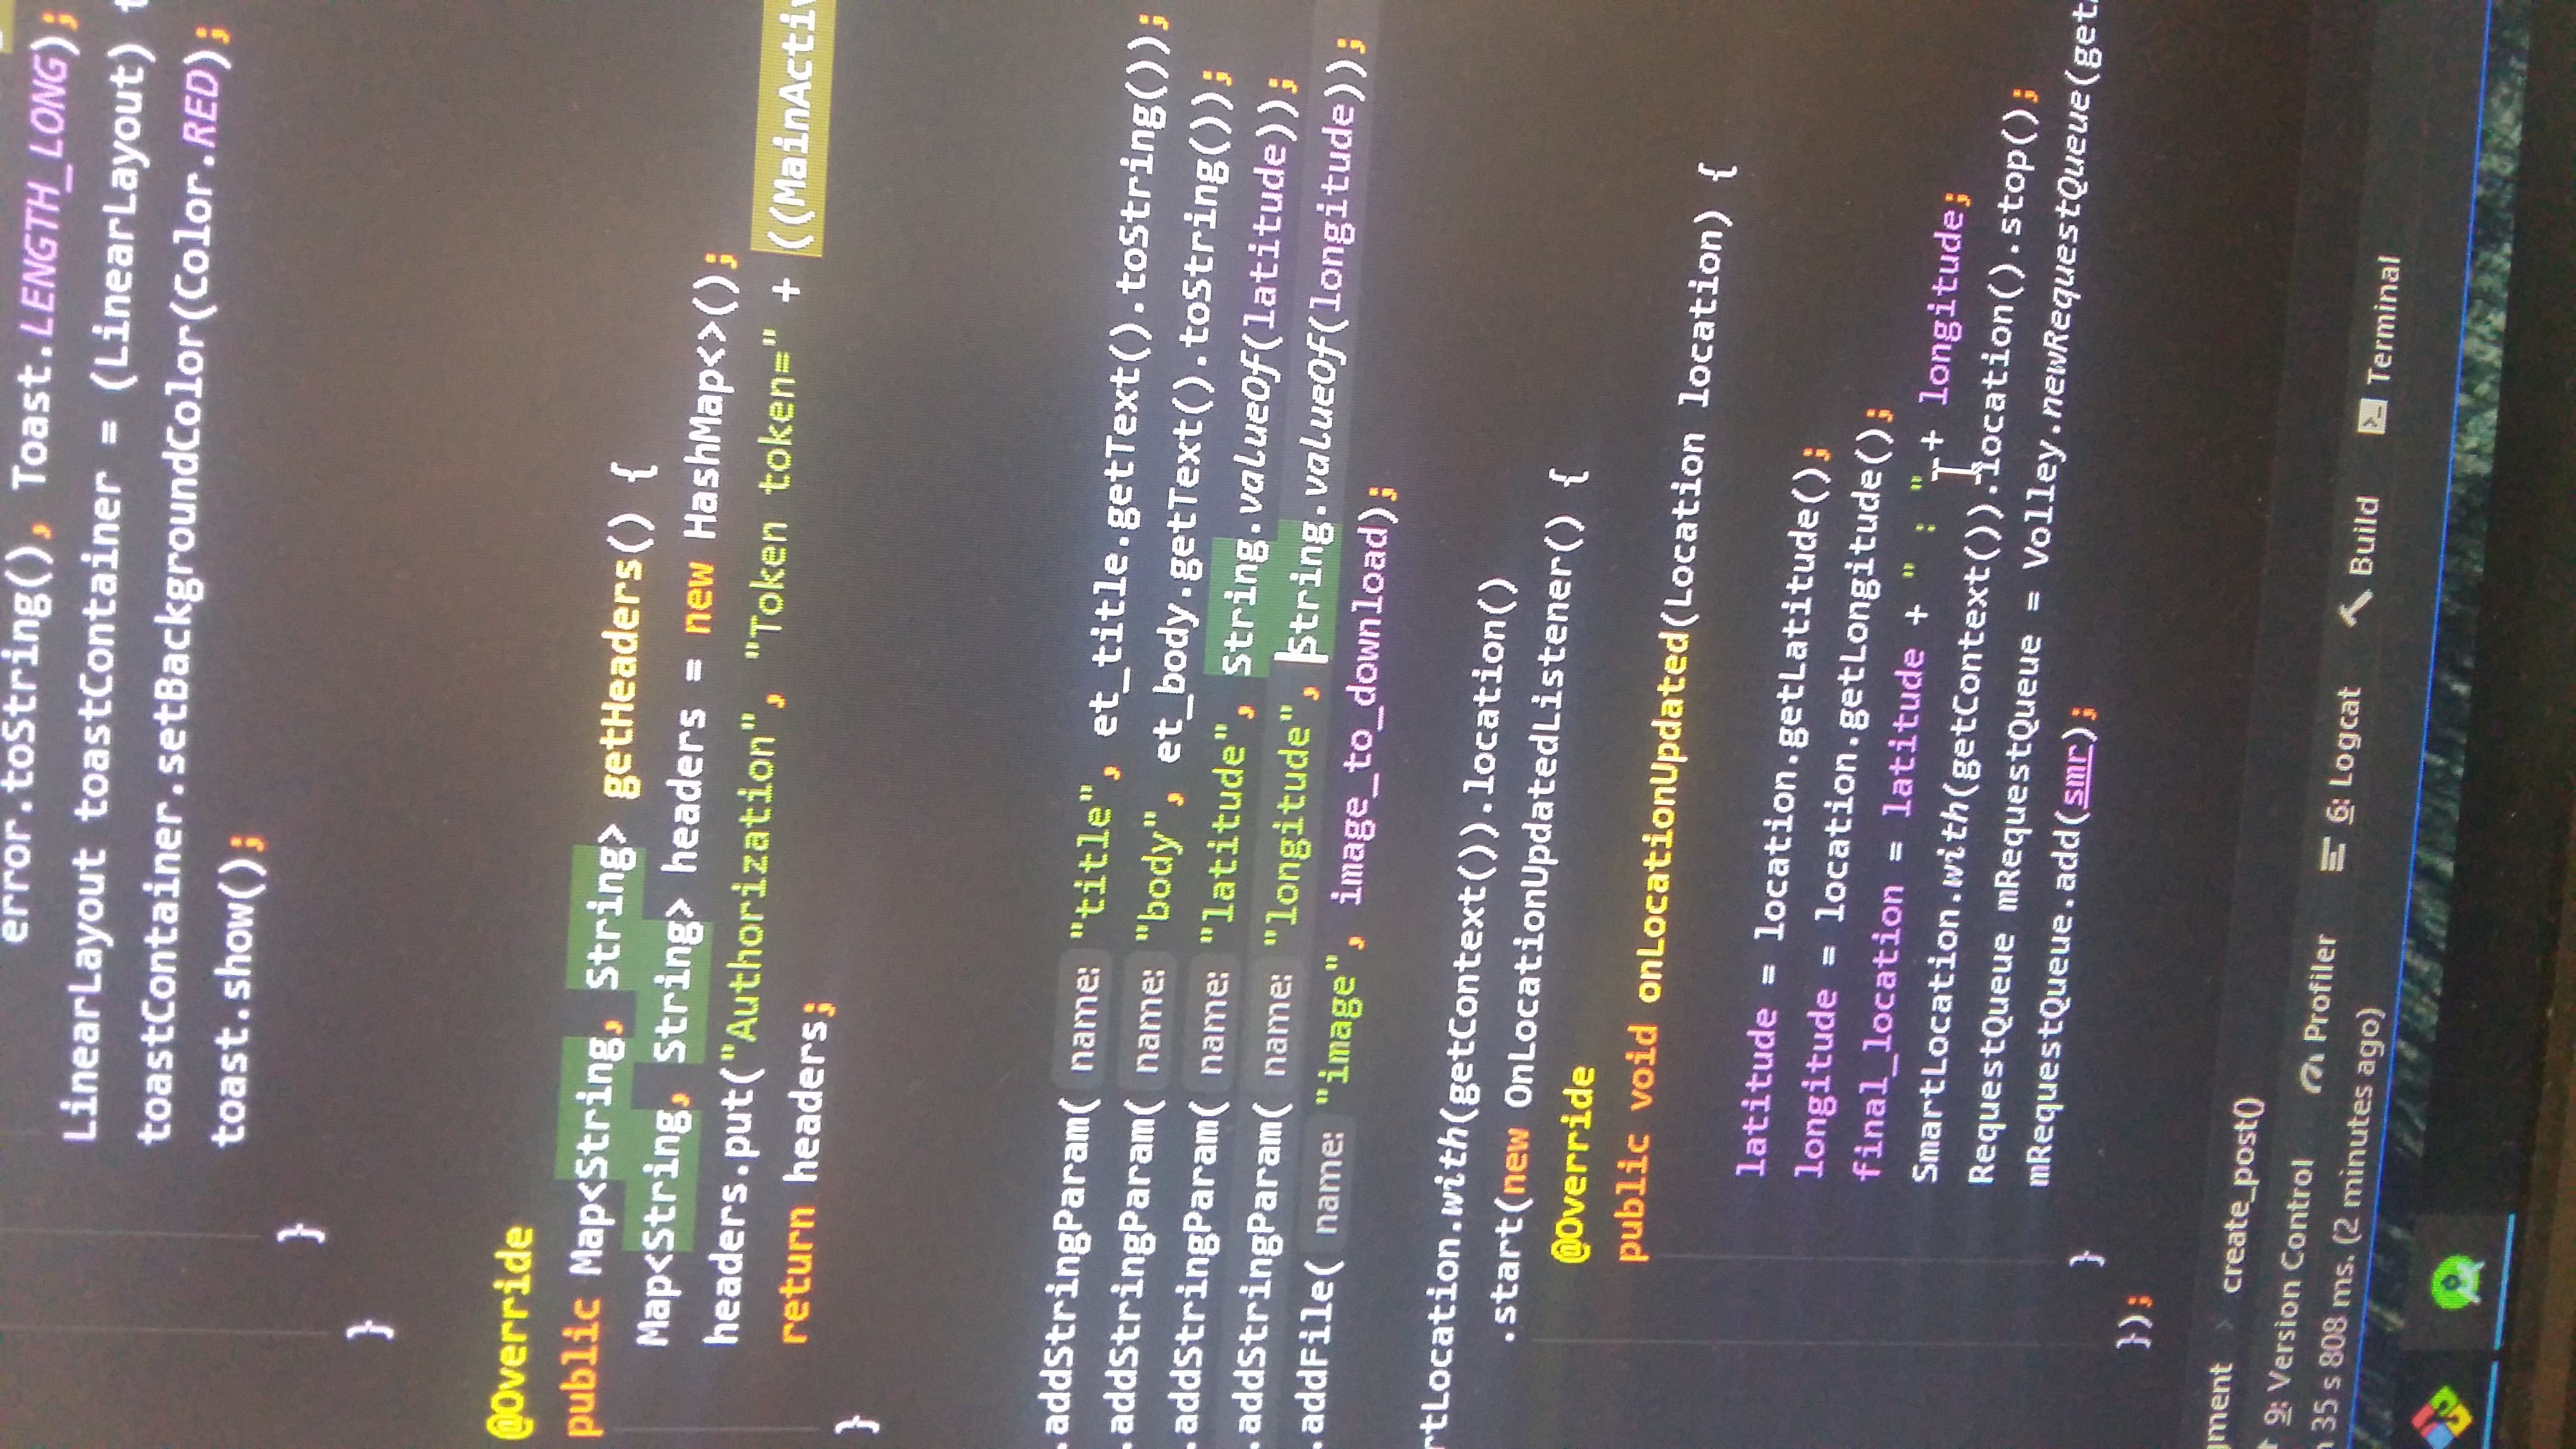 error.toString(), Toast.LENGTH_LONG);
LinearLayout toastContainer = (LinearLayout) t
toastContainer.setBackgroundColor(Color.RED);
toast.show();
}
}
@Override
public Map<String, String> getHeaders() {
Map<String, String> headers = new HashMap<>();
headers.put("Authorization", "Token token=" + ((MainActiv
return headers;
}
.addStringParam( name: "title", et_title.getText().toString());
.addStringParam( name: "body", et_body.getText().toString());
.addStringParam( name: "latitude", String.valueOf(latitude));
.addStringParam( name: "longitude", String.valueOf(longitude));
.addFile( name: "image", image_to_download);
rtLocation.with(getContext()).location()
.start(new OnLocationUpdatedListener() {
@Override
public void onLocationUpdated(Location location) {
latitude = location.getLatitude();
longitude = location.getLongitude();
final_location = latitude + " : " + longitude;
SmartLocation.with(getContext()).location().stop();
RequestQueue mRequestQueue = Volley.newRequestQueue(get
mRequestQueue.add(smr);
}
});
gment > create_post()
9: Version Control Profiler 6: Logcat Build Terminal
35 s 808 ms. (2 minutes ago)